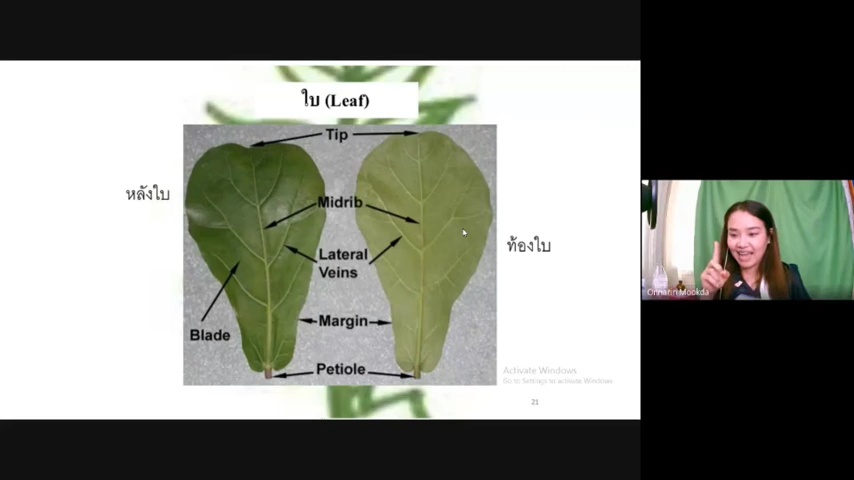 ใบ (Leaf)
Tip
หลังใบ
Midrib
ท้องใบ
Lateral
Veins
Margin
Blade
Petiole
Activate Windows
Go to Settings to activate Windows
21
Onnarin Mookda